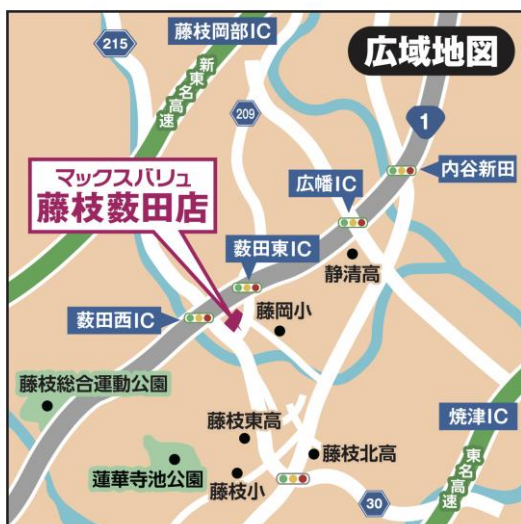 215
藤枝岡部IC
広域地図
新東名高速
209
1
内谷新田
マックスバリュ
藤枝薮田店
広幡IC
薮田東IC
静清高
薮田西IC
藤岡小
藤枝総合運動公園
焼津IC
藤枝東高
藤枝北高
東名高速
蓮華寺池公園
藤枝小
30